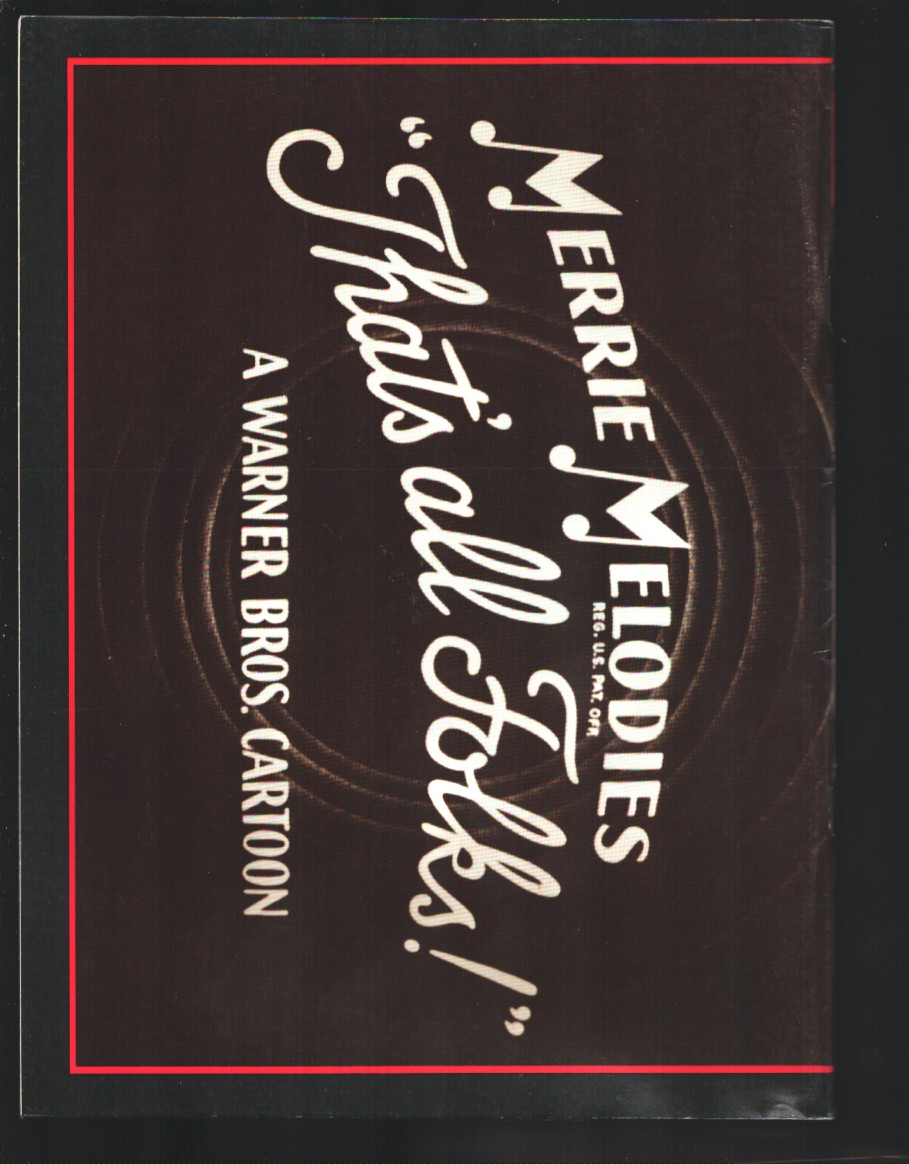 MERRIE MELODIES
REG. U.S. PAT. OFF.
“That's all Folks!”
A WARNER BROS. CARTOON